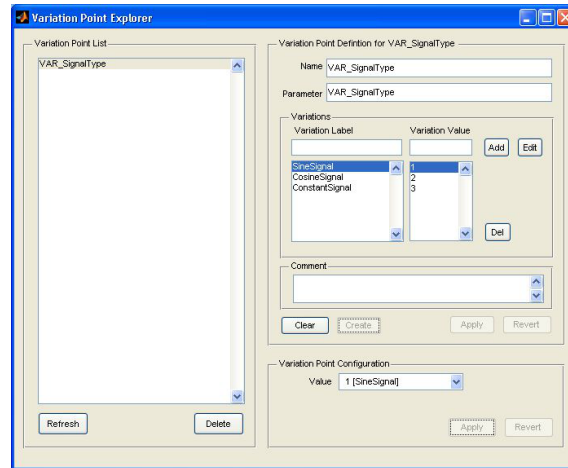 Variation Point Explorer
Variation Point List
VAR_SignalType
Refresh
Delete
Variation Point Defintion for VAR_SignalType
Name VAR_SignalType
Parameter VAR_SignalType
Variations
Variation Label Variation Value
Add Edit
SineSignal 1
CosineSignal 2
ConstantSignal 3
Del
Comment
Clear Create Apply Revert
Variation Point Configuration
Value 1 [SineSignal]
Apply Revert